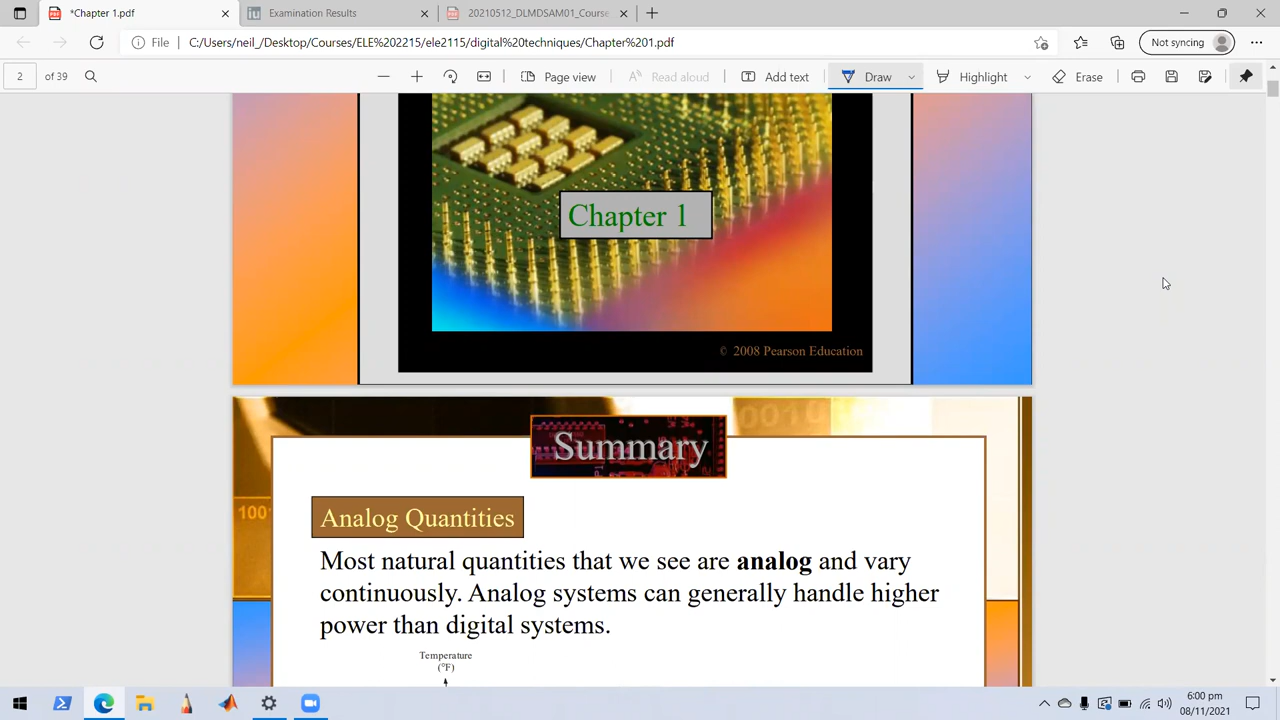 *Chapter 1.pdf
Examination Results
20210512_DLMDSAM01_Course
File
C:/Users/neil_/Desktop/Courses/ELE%202215/ele2115/digital%20techniques/Chapter%201.pdf
Not syncing
2 of 39
Page view
Read aloud
Add text
Draw
Highlight
Erase
Chapter 1
© 2008 Pearson Education
Summary
Analog Quantities
Most natural quantities that we see are analog and vary
continuously. Analog systems can generally handle higher
power than digital systems.
Temperature
(°F)
6:00 pm
08/11/2021